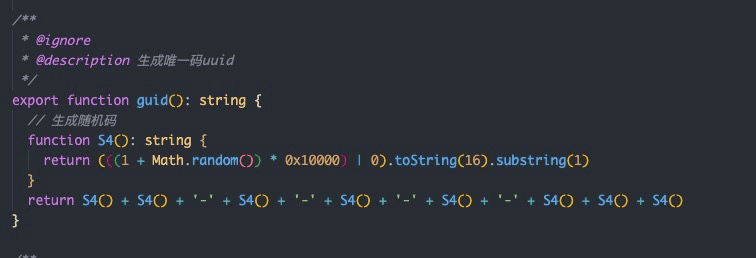 /**
 * @ignore
 * @description 生成唯一码uuid
 */
export function guid(): string {
  // 生成随机码
  function S4(): string {
    return (((1 + Math.random()) * 0x10000) | 0).toString(16).substring(1)
  }
  return S4() + S4() + '-' + S4() + '-' + S4() + '-' + S4() + '-' + S4() + S4() + S4()
}
/**